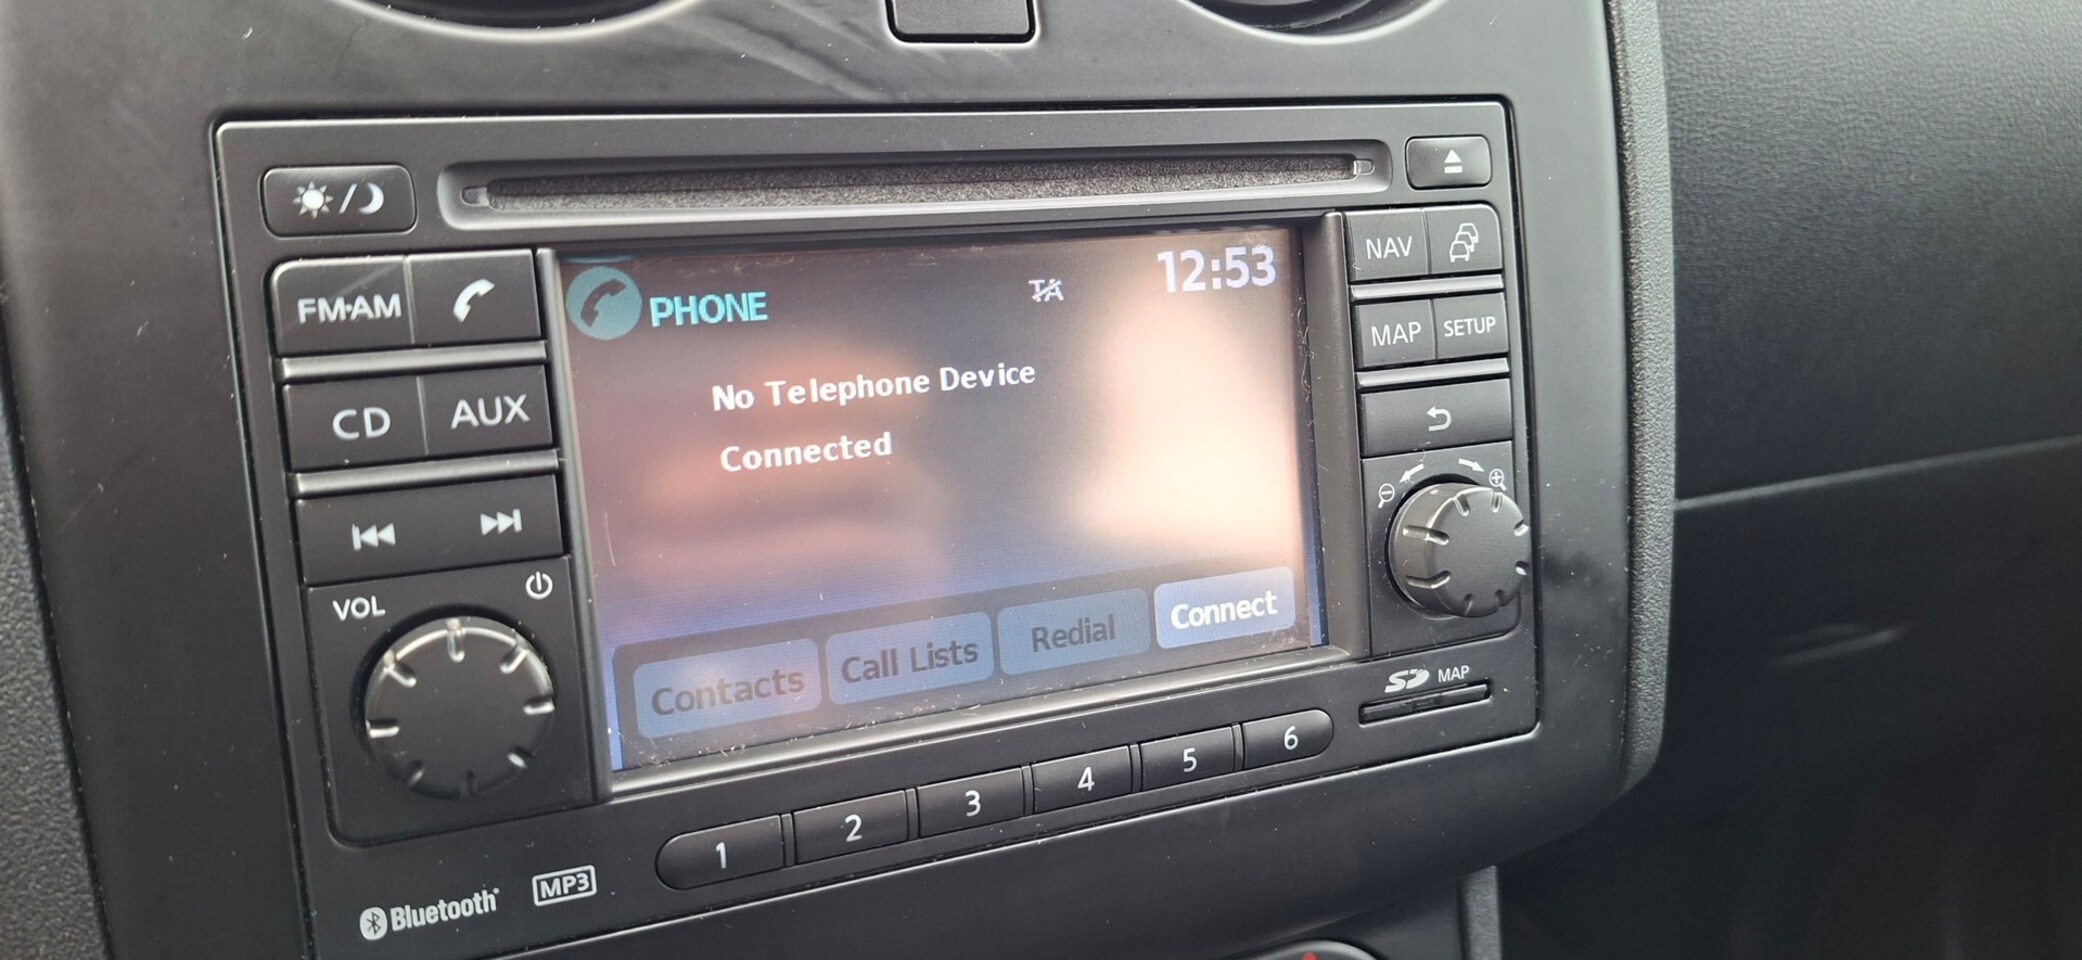 FM·AM
CD
AUX
VOL
PHONE
TA
12:53
No Telephone Device
Connected
Contacts
Call Lists
Redial
Connect
NAV
MAP
SETUP
SD MAP
1
2
3
4
5
6
Bluetooth
MP3